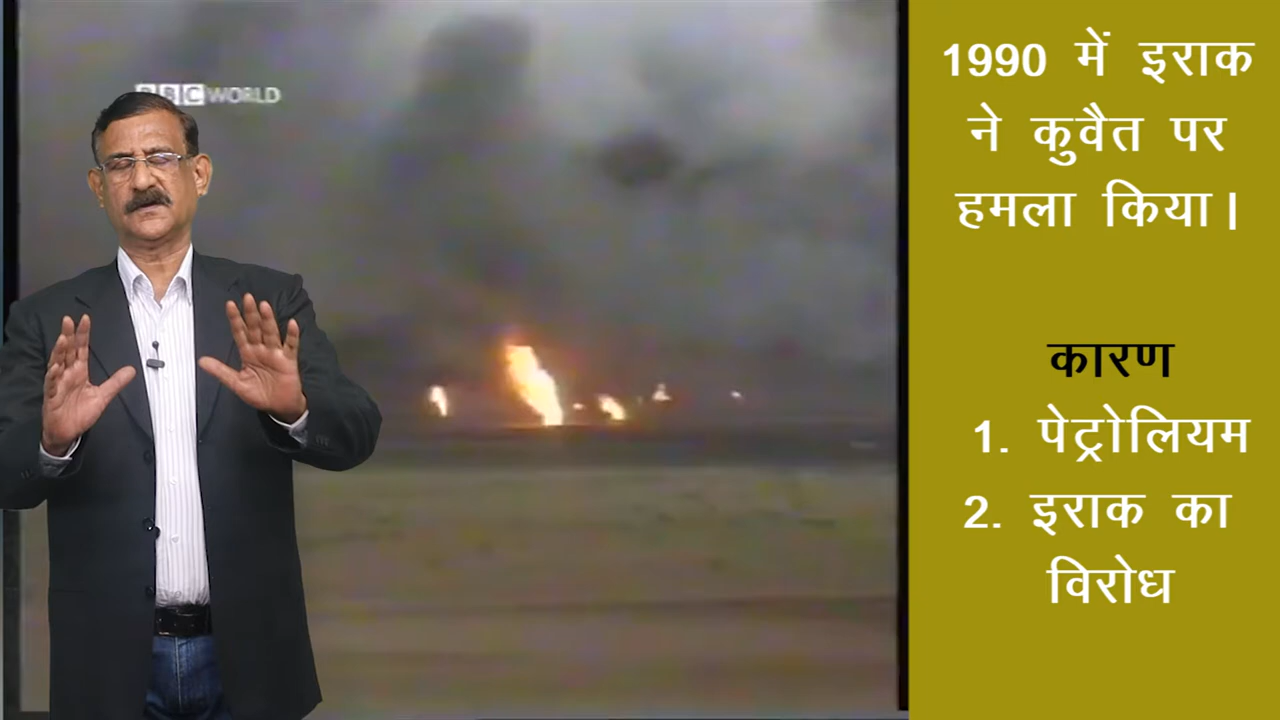 BBC WORLD
1990 में इराक
ने कुवैत पर
हमला किया।
कारण
1. पेट्रोलियम
2. इराक का
विरोध